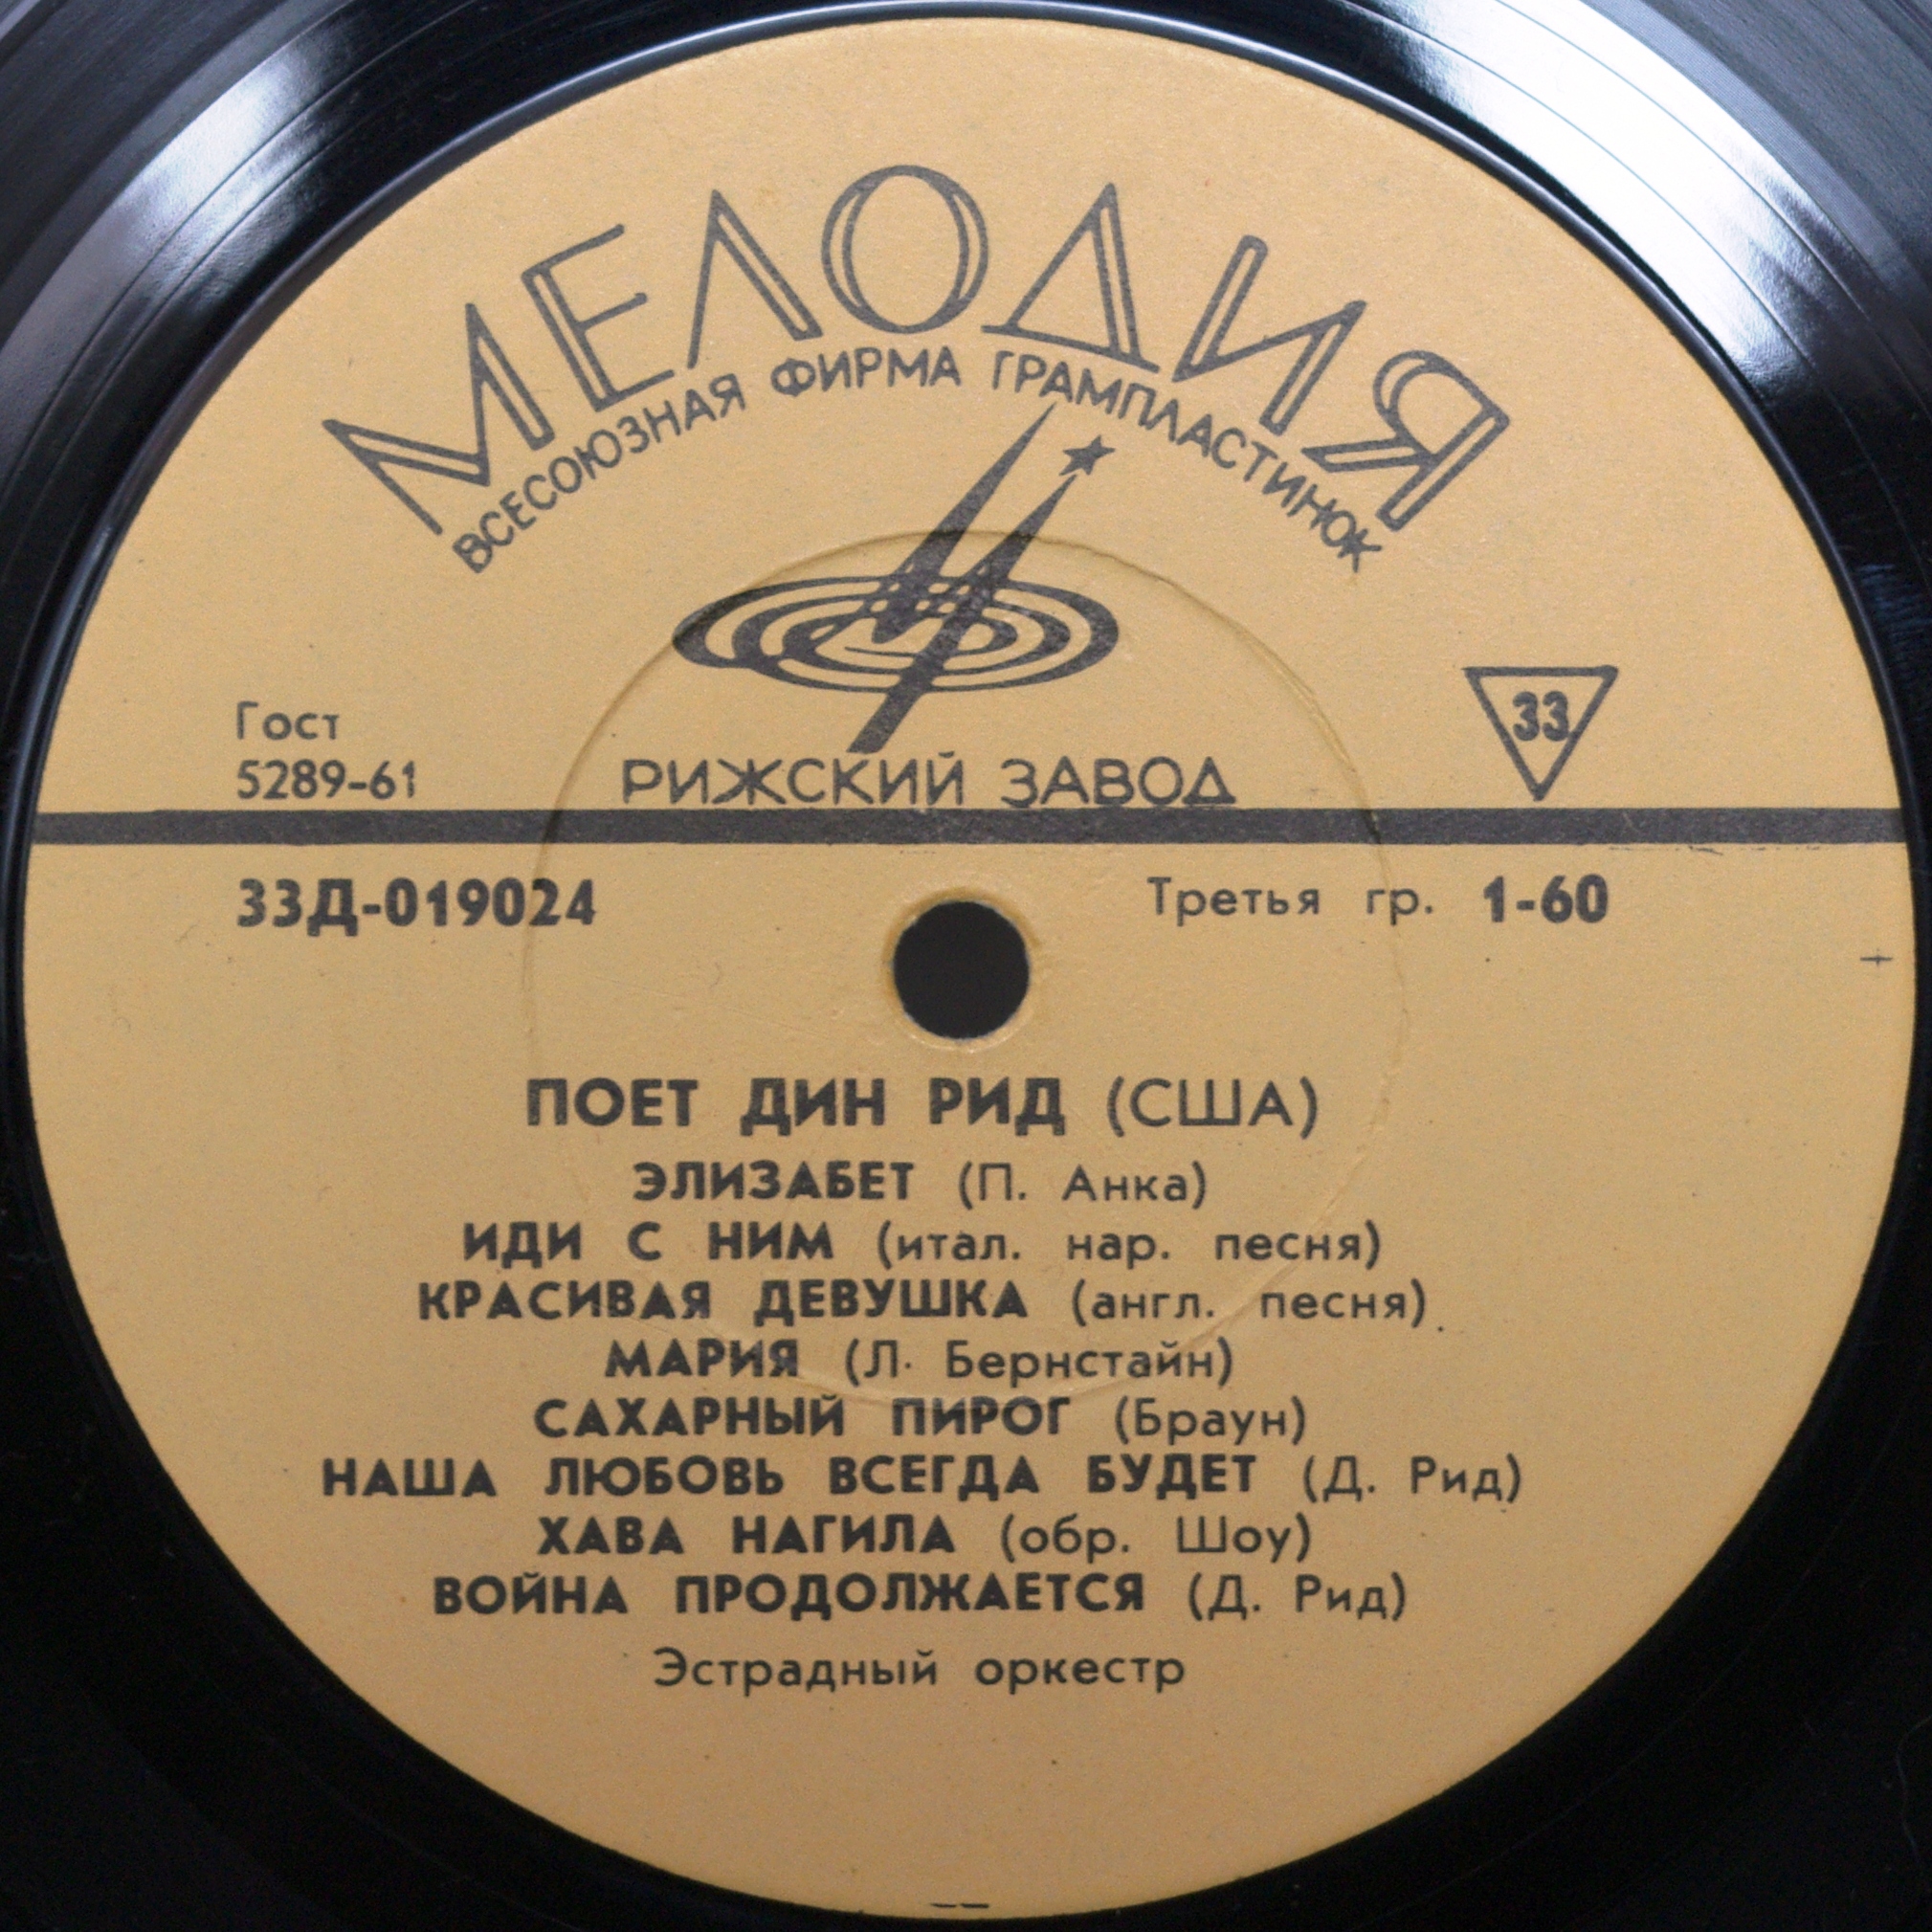 МЕЛОДИЯ
ВСЕСОЮЗНАЯ ФИРМА ГРАМПЛАСТИНОК
Гост
5289-61
РИЖСКИЙ ЗАВОД
33
33Д-019024
Третья гр. 1-60
ПОЕТ ДИН РИД (США)
ЭЛИЗАБЕТ (П. Анка)
ИДИ С НИМ (итал. нар. песня)
КРАСИВАЯ ДЕВУШКА (англ. песня)
МАРИЯ (Л. Бернстайн)
САХАРНЫЙ ПИРОГ (Браун)
НАША ЛЮБОВЬ ВСЕГДА БУДЕТ (Д. Рид)
ХАВА НАГИЛА (обр. Шоу)
ВОЙНА ПРОДОЛЖАЕТСЯ (Д. Рид)
Эстрадный оркестр